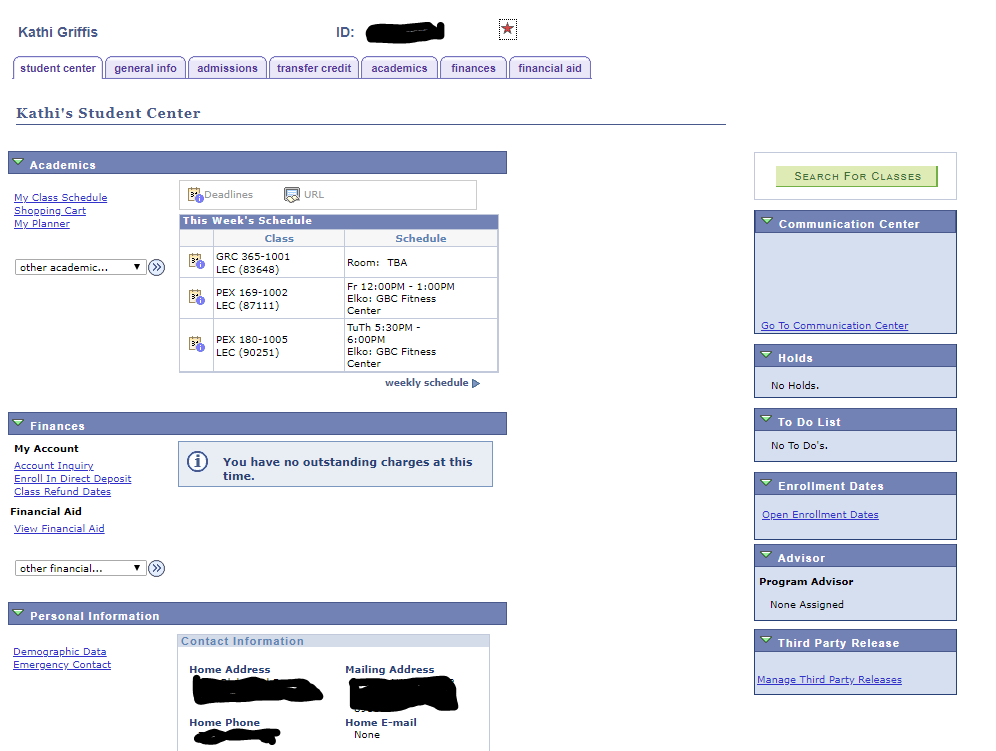 Kathi Griffis
ID:
student center
general info
admissions
transfer credit
academics
finances
financial aid
Kathi's Student Center
Academics
My Class Schedule
Shopping Cart
My Planner
other academic...
Deadlines
URL
This Week's Schedule
Class
Schedule
GRC 365-1001
LEC (83648)
Room: TBA
PEX 169-1002
LEC (87111)
Fr 12:00PM - 1:00PM
Elko: GBC Fitness
Center
PEX 180-1005
LEC (90251)
TuTh 5:30PM -
6:00PM
Elko: GBC Fitness
Center
weekly schedule
Finances
My Account
Account Inquiry
Enroll In Direct Deposit
Class Refund Dates
Financial Aid
View Financial Aid
other financial...
You have no outstanding charges at this
time.
Personal Information
Demographic Data
Emergency Contact
Contact Information
Home Address
Mailing Address
Home Phone
Home E-mail
None
Search For Classes
Communication Center
Go To Communication Center
Holds
No Holds.
To Do List
No To Do's.
Enrollment Dates
Open Enrollment Dates
Advisor
Program Advisor
None Assigned
Third Party Release
Manage Third Party Releases